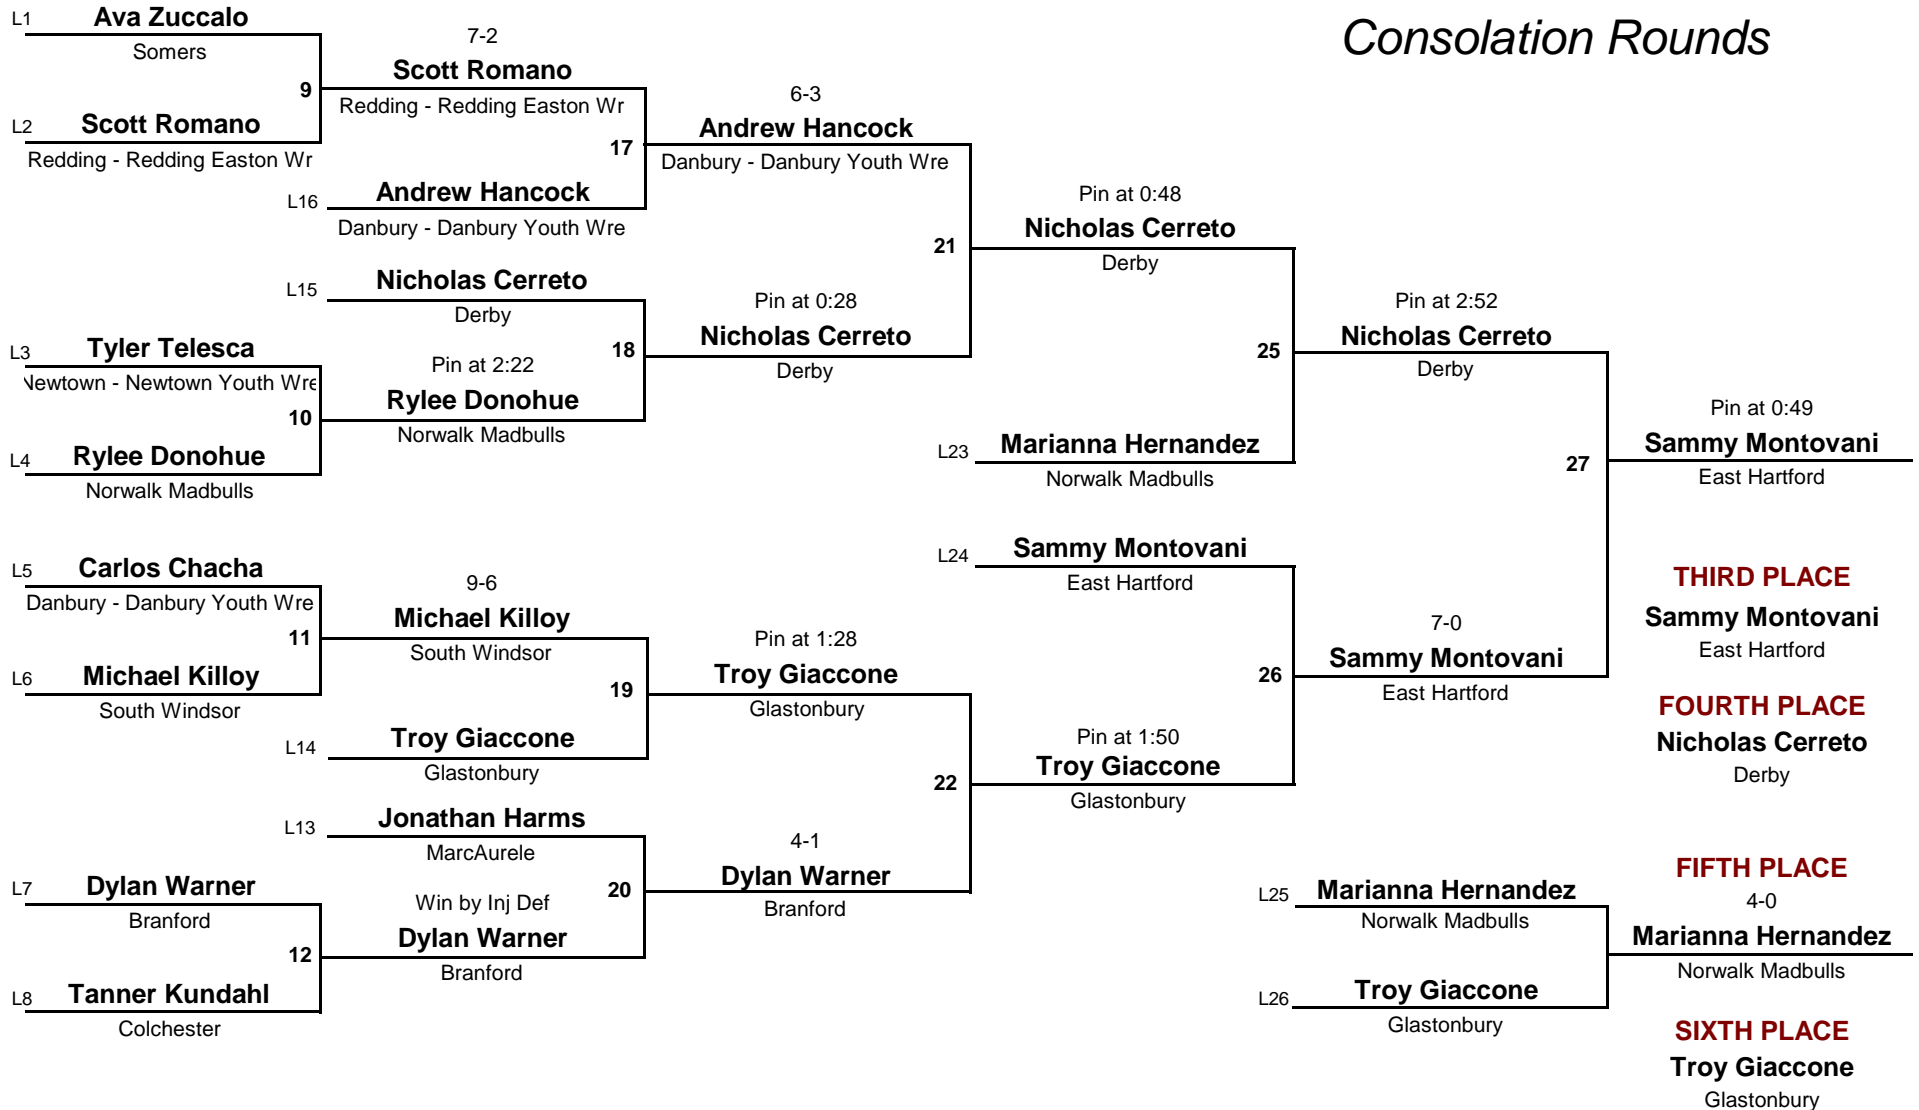 Consolation Rounds
L1
Ava Zuccalo
Somers
9
L2
Scott Romano
Redding - Redding Easton Wr
7-2
Scott Romano
Redding - Redding Easton Wr
17
L16
Andrew Hancock
Danbury - Danbury Youth Wre
6-3
Andrew Hancock
Danbury - Danbury Youth Wre
21
L15
Nicholas Cerreto
Derby
18
L3
Tyler Telesca
Newtown - Newtown Youth Wre
10
L4
Rylee Donohue
Norwalk Madbulls
Pin at 2:22
Rylee Donohue
Norwalk Madbulls
Pin at 0:28
Nicholas Cerreto
Derby
Pin at 0:48
Nicholas Cerreto
Derby
25
L23
Marianna Hernandez
Norwalk Madbulls
Pin at 2:52
Nicholas Cerreto
Derby
27
Pin at 0:49
Sammy Montovani
East Hartford
L5
Carlos Chacha
Danbury - Danbury Youth Wre
11
L6
Michael Killoy
South Windsor
9-6
Michael Killoy
South Windsor
19
L14
Troy Giaccone
Glastonbury
Pin at 1:28
Troy Giaccone
Glastonbury
22
L13
Jonathan Harms
MarcAurele
20
L7
Dylan Warner
Branford
12
L8
Tanner Kundahl
Colchester
Win by Inj Def
Dylan Warner
Branford
4-1
Dylan Warner
Branford
L24
Sammy Montovani
East Hartford
26
Pin at 1:50
Troy Giaccone
Glastonbury
7-0
Sammy Montovani
East Hartford
THIRD PLACE
Sammy Montovani
East Hartford
FOURTH PLACE
Nicholas Cerreto
Derby
L25
Marianna Hernandez
Norwalk Madbulls
L26
Troy Giaccone
Glastonbury
FIFTH PLACE
4-0
Marianna Hernandez
Norwalk Madbulls
SIXTH PLACE
Troy Giaccone
Glastonbury